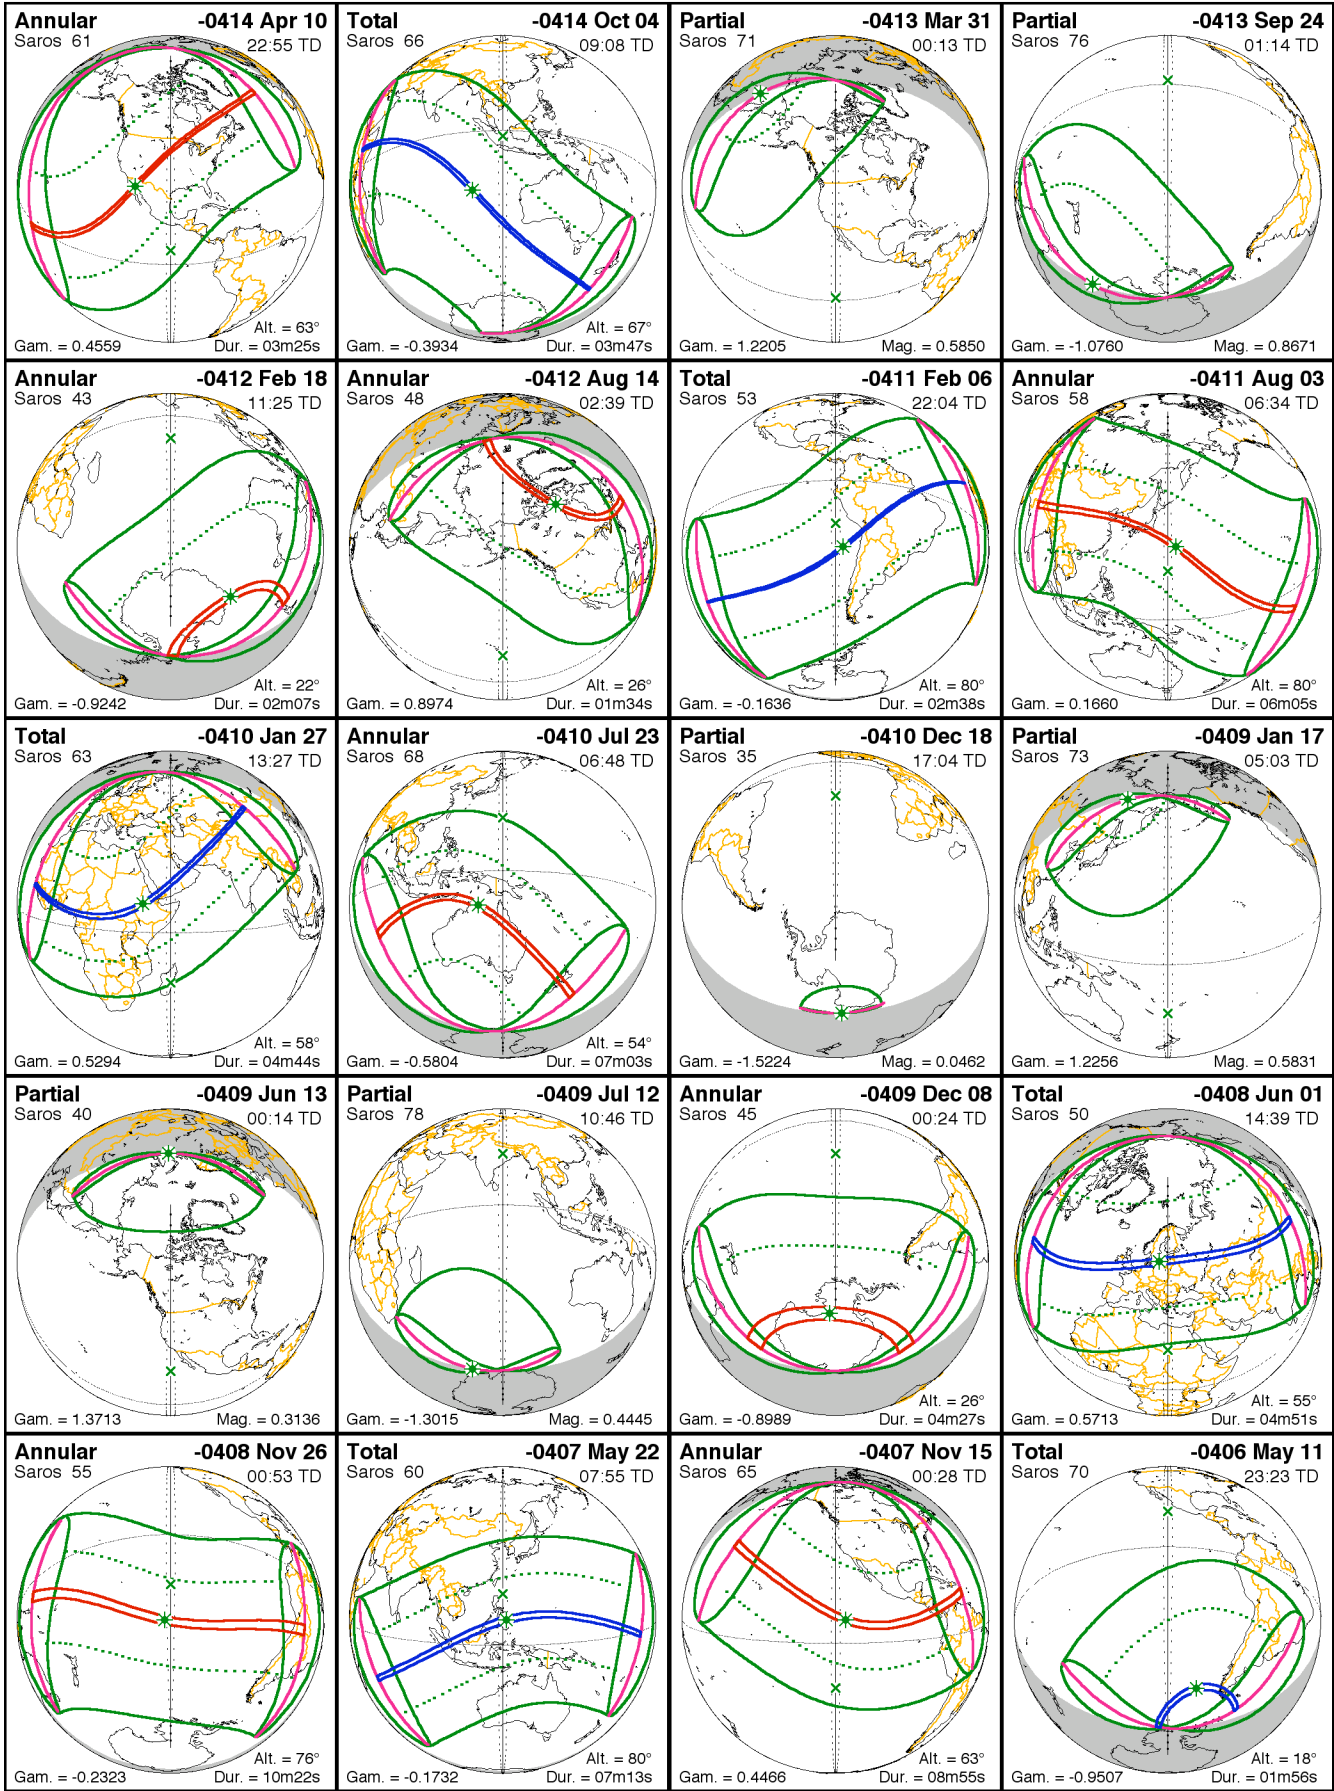 Annular -0414 Apr 10
Saros 61 22:55 TD
Alt. = 63°
Gam. = 0.4559 Dur. = 03m25s
Total -0414 Oct 04
Saros 66 09:08 TD
Alt. = 67°
Gam. = -0.3934 Dur. = 03m47s
Partial -0413 Mar 31
Saros 71 00:13 TD
Gam. = 1.2205 Mag. = 0.5850
Partial -0413 Sep 24
Saros 76 01:14 TD
Gam. = -1.0760 Mag. = 0.8671
Annular -0412 Feb 18
Saros 43 11:25 TD
Alt. = 22°
Gam. = -0.9242 Dur. = 02m07s
Annular -0412 Aug 14
Saros 48 02:39 TD
Alt. = 26°
Gam. = 0.8974 Dur. = 01m34s
Total -0411 Feb 06
Saros 53 22:04 TD
Alt. = 80°
Gam. = -0.1636 Dur. = 02m38s
Annular -0411 Aug 03
Saros 58 06:34 TD
Alt. = 80°
Gam. = 0.1660 Dur. = 06m05s
Total -0410 Jan 27
Saros 63 13:27 TD
Alt. = 58°
Gam. = 0.5294 Dur. = 04m44s
Annular -0410 Jul 23
Saros 68 06:48 TD
Alt. = 54°
Gam. = -0.5804 Dur. = 07m03s
Partial -0410 Dec 18
Saros 35 17:04 TD
Gam. = -1.5224 Mag. = 0.0462
Partial -0409 Jan 17
Saros 73 05:03 TD
Gam. = 1.2256 Mag. = 0.5831
Partial -0409 Jun 13
Saros 40 00:14 TD
Gam. = 1.3713 Mag. = 0.3136
Partial -0409 Jul 12
Saros 78 10:46 TD
Gam. = -1.3015 Mag. = 0.4445
Annular -0409 Dec 08
Saros 45 00:24 TD
Alt. = 26°
Gam. = -0.8989 Dur. = 04m27s
Total -0408 Jun 01
Saros 50 14:39 TD
Alt. = 55°
Gam. = 0.5713 Dur. = 04m51s
Annular -0408 Nov 26
Saros 55 00:53 TD
Alt. = 76°
Gam. = -0.2323 Dur. = 10m22s
Total -0407 May 22
Saros 60 07:55 TD
Alt. = 80°
Gam. = -0.1732 Dur. = 07m13s
Annular -0407 Nov 15
Saros 65 00:28 TD
Alt. = 63°
Gam. = 0.4466 Dur. = 08m55s
Total -0406 May 11
Saros 70 23:23 TD
Alt. = 18°
Gam. = -0.9507 Dur. = 01m56s